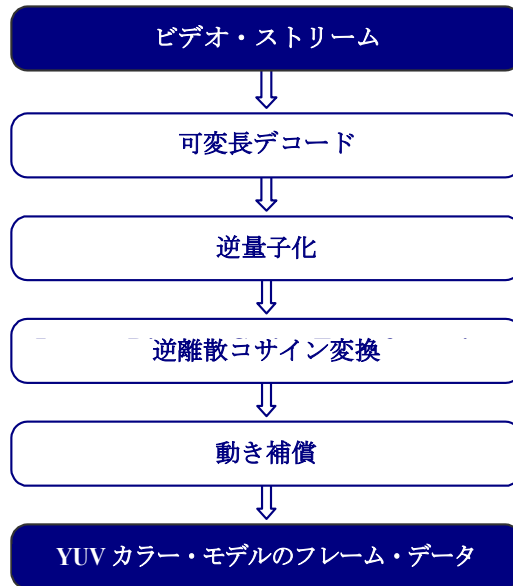 ビデオ・ストリーム
可変長デコード
逆量子化
逆離散コサイン変換
動き補償
YUV カラー・モデルのフレーム・データ